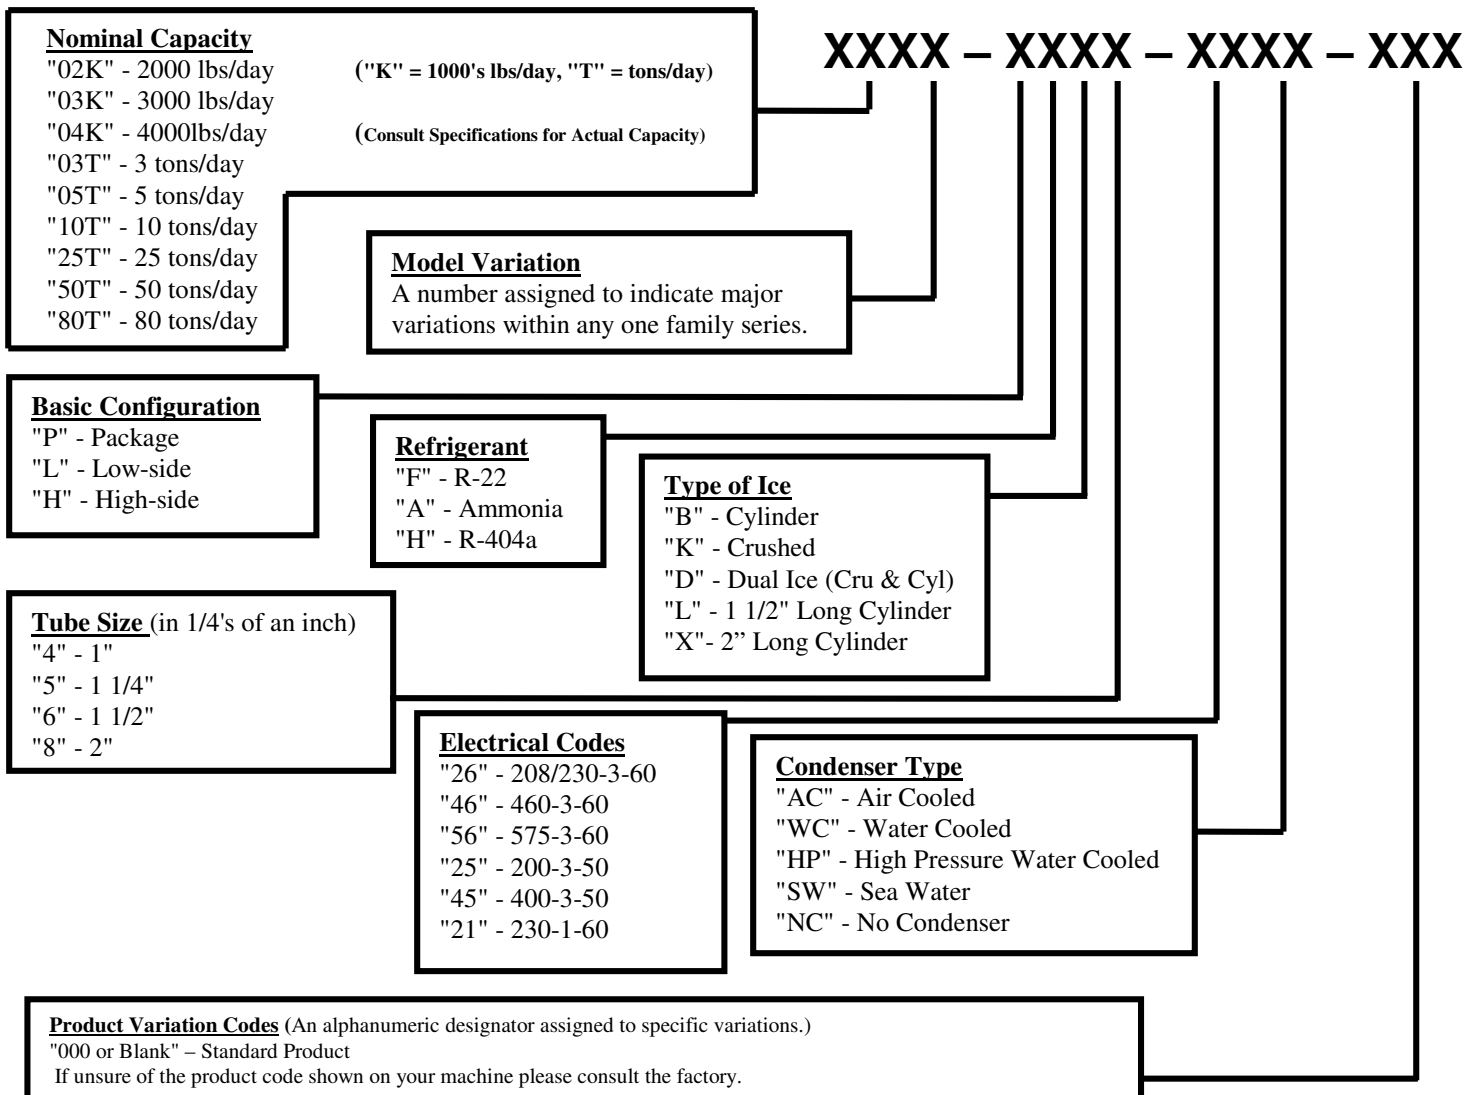 XXXX – XXXX – XXXX – XXX
Nominal Capacity
"02K" - 2000 lbs/day ("K" = 1000's lbs/day, "T" = tons/day)
"03K" - 3000 lbs/day
"04K" - 4000lbs/day (Consult Specifications for Actual Capacity)
"03T" - 3 tons/day
"05T" - 5 tons/day
"10T" - 10 tons/day
"25T" - 25 tons/day
"50T" - 50 tons/day
"80T" - 80 tons/day
Model Variation
A number assigned to indicate major
variations within any one family series.
Basic Configuration
"P" - Package
"L" - Low-side
"H" - High-side
Refrigerant
"F" - R-22
"A" - Ammonia
"H" - R-404a
Type of Ice
"B" - Cylinder
"K" - Crushed
"D" - Dual Ice (Cru & Cyl)
"L" - 1 1/2" Long Cylinder
"X"- 2” Long Cylinder
Tube Size (in 1/4's of an inch)
"4" - 1"
"5" - 1 1/4"
"6" - 1 1/2"
"8" - 2"
Electrical Codes
"26" - 208/230-3-60
"46" - 460-3-60
"56" - 575-3-60
"25" - 200-3-50
"45" - 400-3-50
"21" - 230-1-60
Condenser Type
"AC" - Air Cooled
"WC" - Water Cooled
"HP" - High Pressure Water Cooled
"SW" - Sea Water
"NC" - No Condenser
Product Variation Codes (An alphanumeric designator assigned to specific variations.)
"000 or Blank" – Standard Product
If unsure of the product code shown on your machine please consult the factory.